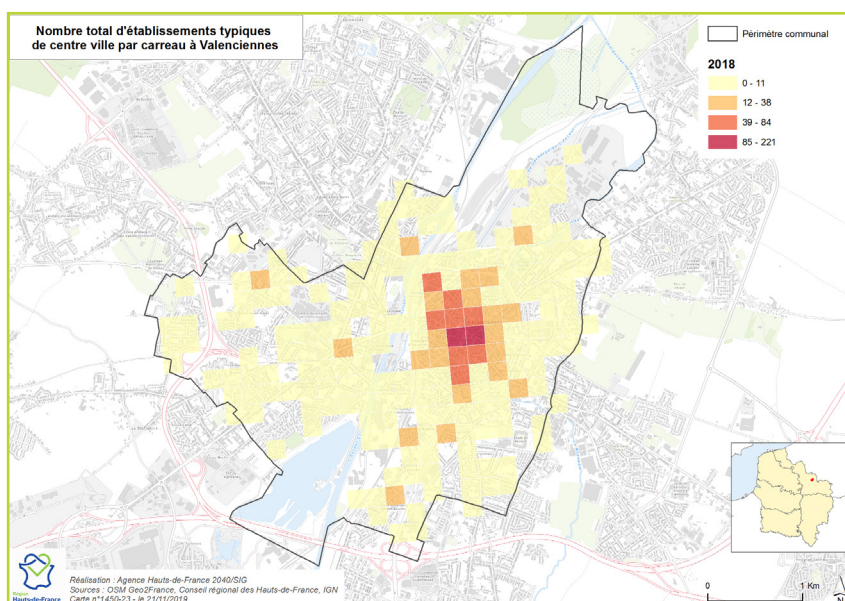 Nombre total d'établissements typiques
de centre ville par carreau à Valenciennes
Périmètre communal
2018
0 - 11
12 - 38
39 - 84
85 - 221
Région
Hauts-de-France
Réalisation : Agence Hauts-de-France 2040/SIG
Sources : OSM Geo2France, Conseil régional des Hauts-de-France, IGN
Carte n°1450-23 - le 21/11/2019
0
1 Km
N